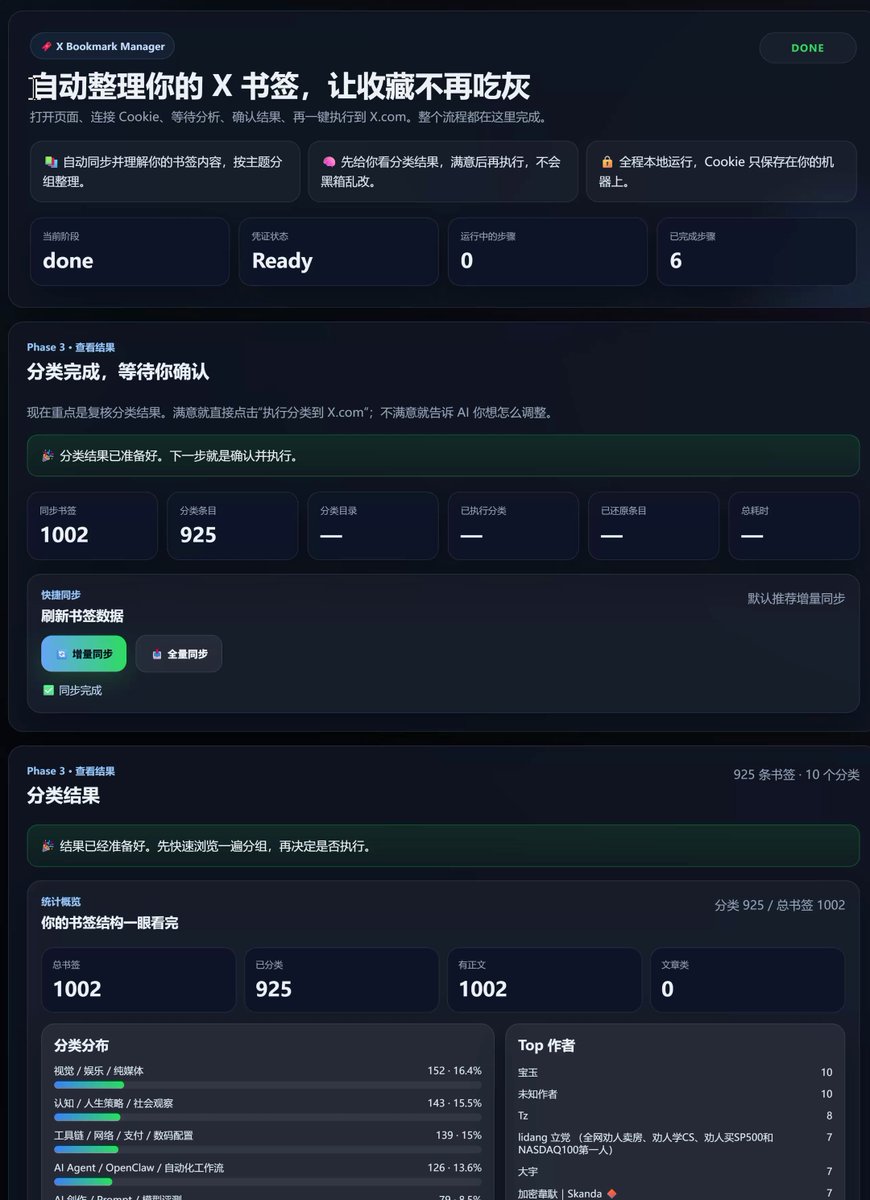 X Bookmark Manager
DONE
自动整理你的 X 书签，让收藏不再吃灰
打开页面、连接 Cookie、等待分析、确认结果、再一键执行到 X.com。整个流程都在这里完成。
自动同步并理解你的书签内容，按主题分
组整理。
先给你看分类结果，满意后再执行，不会
黑箱乱改。
全程本地运行，Cookie 只保存在你的机
器上。
当前阶段
done
凭证状态
Ready
运行中的步骤
0
已完成步骤
6
Phase 3 • 查看结果
分类完成，等待你确认
现在重点是复核分类结果。满意就直接点击“执行分类到 X.com”；不满意就告诉 AI 你想怎么调整。
🎉 分类结果已准备好。下一步就是确认并执行。
同步书签
1002
分类条目
925
分类目录
—
已执行分类
—
已还原条目
—
总耗时
—
快捷同步
刷新书签数据
默认推荐增量同步
增量同步
全量同步
✅ 同步完成
Phase 3 • 查看结果
分类结果
925 条书签 · 10 个分类
🎉 结果已经准备好。先快速浏览一遍分组，再决定是否执行。
统计概览
你的书签结构一眼看完
分类 925 / 总书签 1002
总书签
1002
已分类
925
有正文
1002
文章类
0
分类分布
视觉 / 娱乐 / 纯媒体 152 · 16.4%
认知 / 人生策略 / 社会观察 143 · 15.5%
工具链 / 网络 / 支付 / 数码配置 139 · 15%
AI Agent / OpenClaw / 自动化工作流 126 · 13.6%
AI 创作 / Prompt / 模型评测 79 · 8.5%
Top 作者
宝玉 10
未知作者 10
Tz 8
lidang 立党 （全网劝人卖房、劝人学CS、劝人买SP500和 7
NASDAQ100第一人）
大宇 7
加密韋馱 | Skanda 7